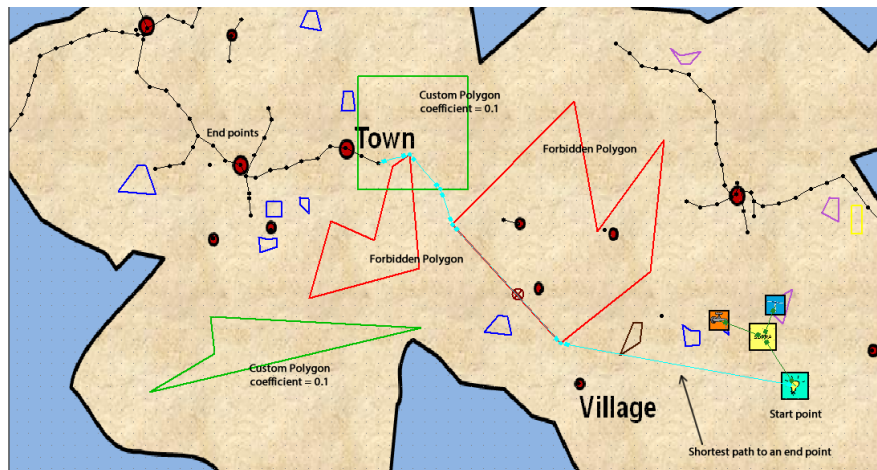 Custom Polygon
coefficient = 0.1
End points
Town
Forbidden Polygon
Forbidden Polygon
Custom Polygon
coefficient = 0.1
Village
Start point
Shortest path to an end point